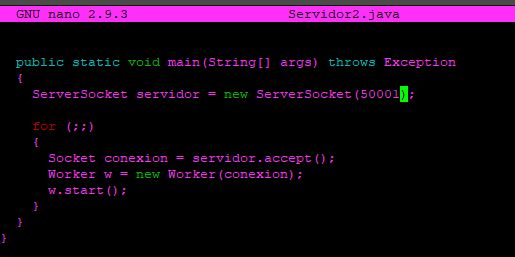 GNU nano 2.9.3 Servidor2.java
public static void main(String[] args) throws Exception
{
ServerSocket servidor = new ServerSocket(50001);
for (;;)
{
Socket conexion = servidor.accept();
Worker w = new Worker(conexion);
w.start();
}
}
}